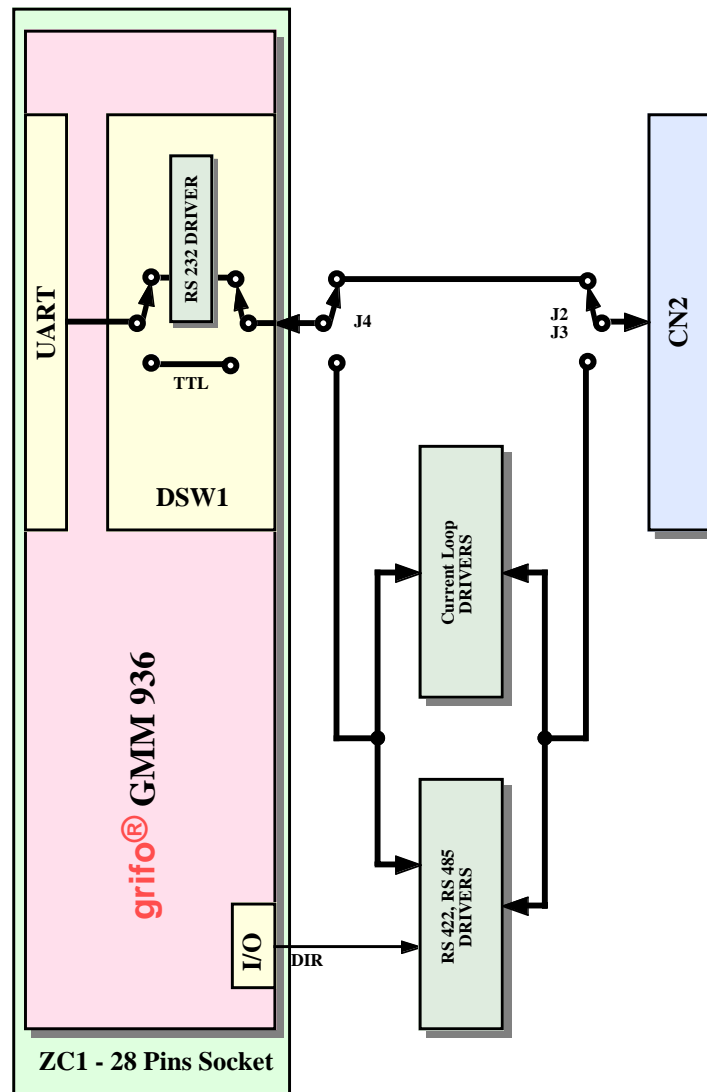 RS 232 DRIVER
UART
J4
J2
J3
CN2
TTL
DSW1
Current Loop
DRIVERS
grifo® GMM 936
RS 422, RS 485
DRIVERS
I/O
DIR
ZC1 - 28 Pins Socket